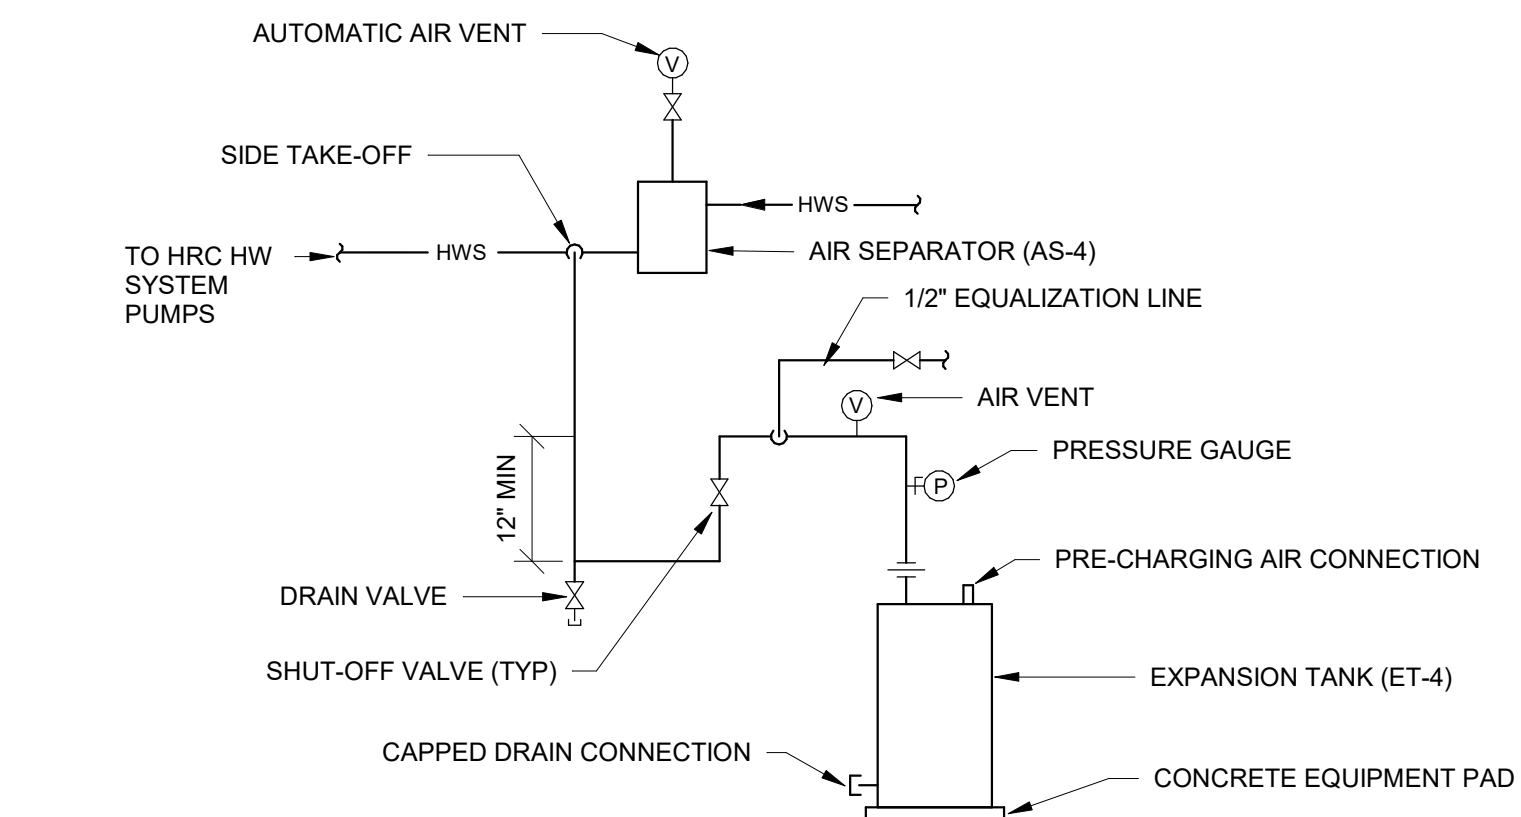 AUTOMATIC AIR VENT
V
SIDE TAKE-OFF
HWS
TO HRC HW
SYSTEM
PUMPS
HWS
AIR SEPARATOR (AS-4)
1/2" EQUALIZATION LINE
V
AIR VENT
PRESSURE GAUGE
P
12" MIN
PRE-CHARGING AIR CONNECTION
DRAIN VALVE
SHUT-OFF VALVE (TYP)
EXPANSION TANK (ET-4)
CAPPED DRAIN CONNECTION
CONCRETE EQUIPMENT PAD